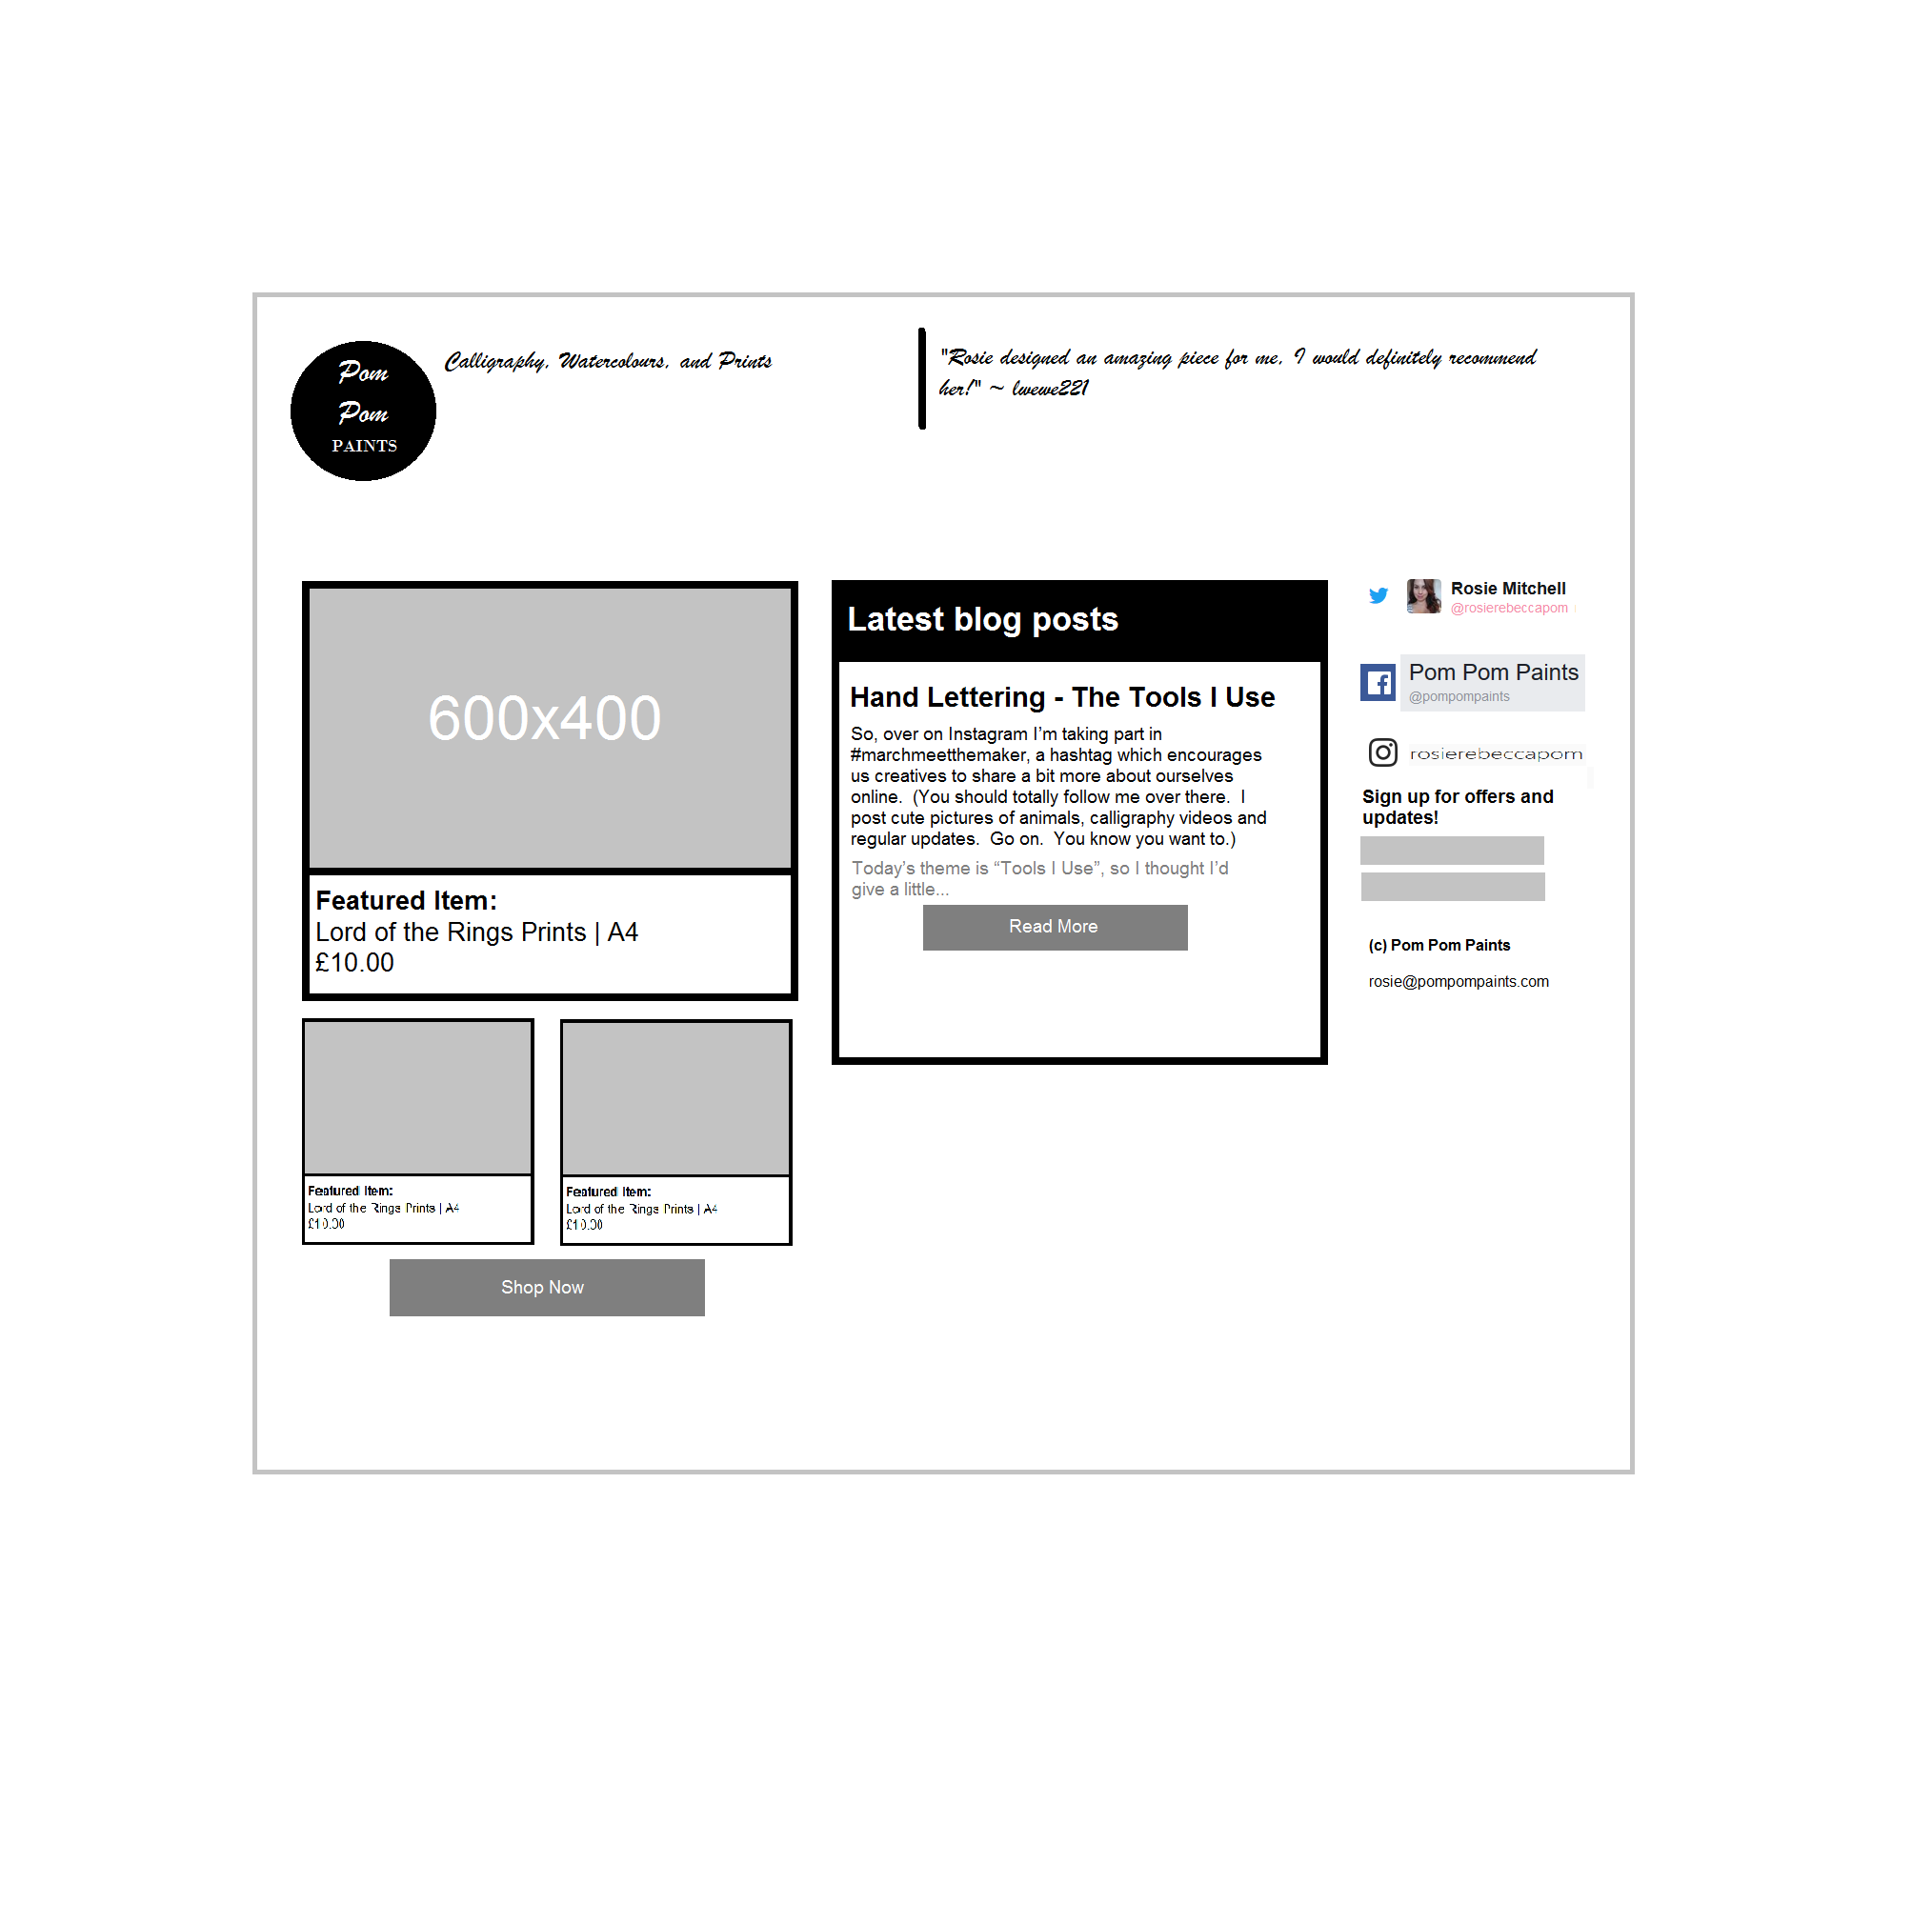 Pom
Pom
PAINTS
Calligraphy, Watercolours, and Prints
"Rosie designed an amazing piece for me, I would definitely recommend
her!" ~ lwewe221
600x400
Featured Item:
Lord of the Rings Prints | A4
£10.00
Featured Item:
Lord of the Rings Prints | A4
£10.00
Featured Item:
Lord of the Rings Prints | A4
£10.00
Shop Now
Latest blog posts
Hand Lettering - The Tools I Use
So, over on Instagram I’m taking part in
#marchmeetthemaker, a hashtag which encourages
us creatives to share a bit more about ourselves
online.  (You should totally follow me over there.  I
post cute pictures of animals, calligraphy videos and
regular updates.  Go on.  You know you want to.)
Today’s theme is “Tools I Use”, so I thought I’d
give a little...
Read More
Rosie Mitchell
@rosierebeccapom
Pom Pom Paints
@pompompaints
rosierebeccapom
Sign up for offers and
updates!
(c) Pom Pom Paints
rosie@pompompaints.com